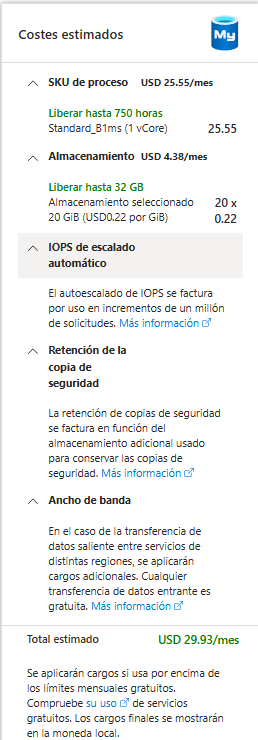 Costes estimados
My
SKU de proceso USD 25.55/mes
Liberar hasta 750 horas
Standard_B1ms (1 vCore) 25.55
Almacenamiento USD 4.38/mes
Liberar hasta 32 GB
Almacenamiento seleccionado 20 x
20 GiB (USD0.22 por GiB) 0.22
IOPS de escalado
automático
El autoescalado de IOPS se factura
por uso en incrementos de un millón
de solicitudes. Más información
Retención de la
copia de
seguridad
La retención de copias de seguridad
se factura en función del
almacenamiento adicional usado
para conservar las copias de
seguridad. Más información
Ancho de banda
En el caso de la transferencia de
datos saliente entre servicios de
distintas regiones, se aplicarán
cargos adicionales. Cualquier
transferencia de datos entrante es
gratuita. Más información
Total estimado USD 29.93/mes
Se aplicarán cargos si usa por encima de
los límites mensuales gratuitos.
Compruebe su uso de servicios
gratuitos. Los cargos finales se mostrarán
en la moneda local.